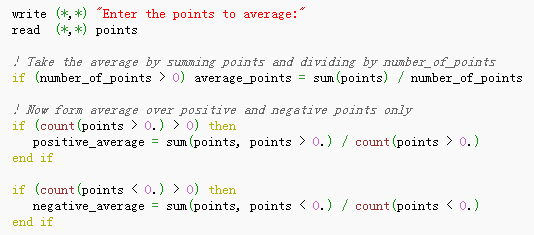 write (*,*) "Enter the points to average:"
read  (*,*) points

! Take the average by summing points and dividing by number_of_points
if (number_of_points > 0) average_points = sum(points) / number_of_points

! Now form average over positive and negative points only
if (count(points > 0.) > 0) then
   positive_average = sum(points, points > 0.) / count(points > 0.)
end if

if (count(points < 0.) > 0) then
   negative_average = sum(points, points < 0.) / count(points < 0.)
end if